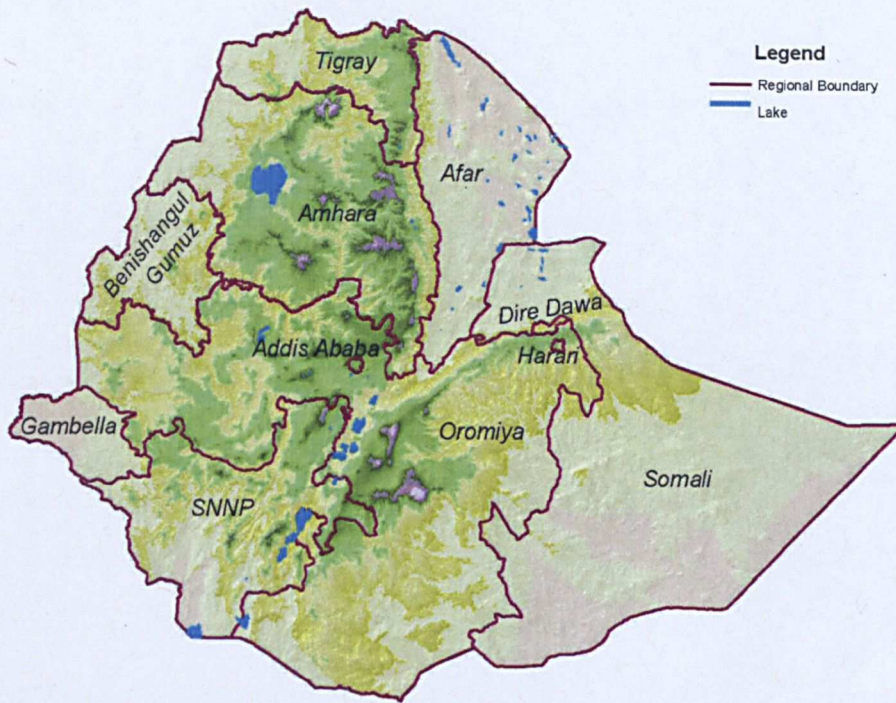 Legend
Regional Boundary
Lake
Tigray
Afar
Amhara
Benishangul
Gumuz
Dire Dawa
Addis Ababa
Harari
Gambella
Oromiya
Somali
SNNP